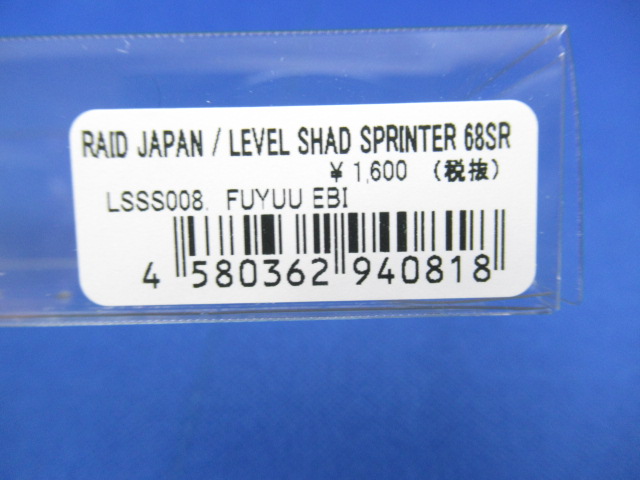 RAID JAPAN / LEVEL SHAD SPRINTER 68SR
¥ 1,600 (税抜)
LSSS008. FUYUU EBI
4 580362 940818